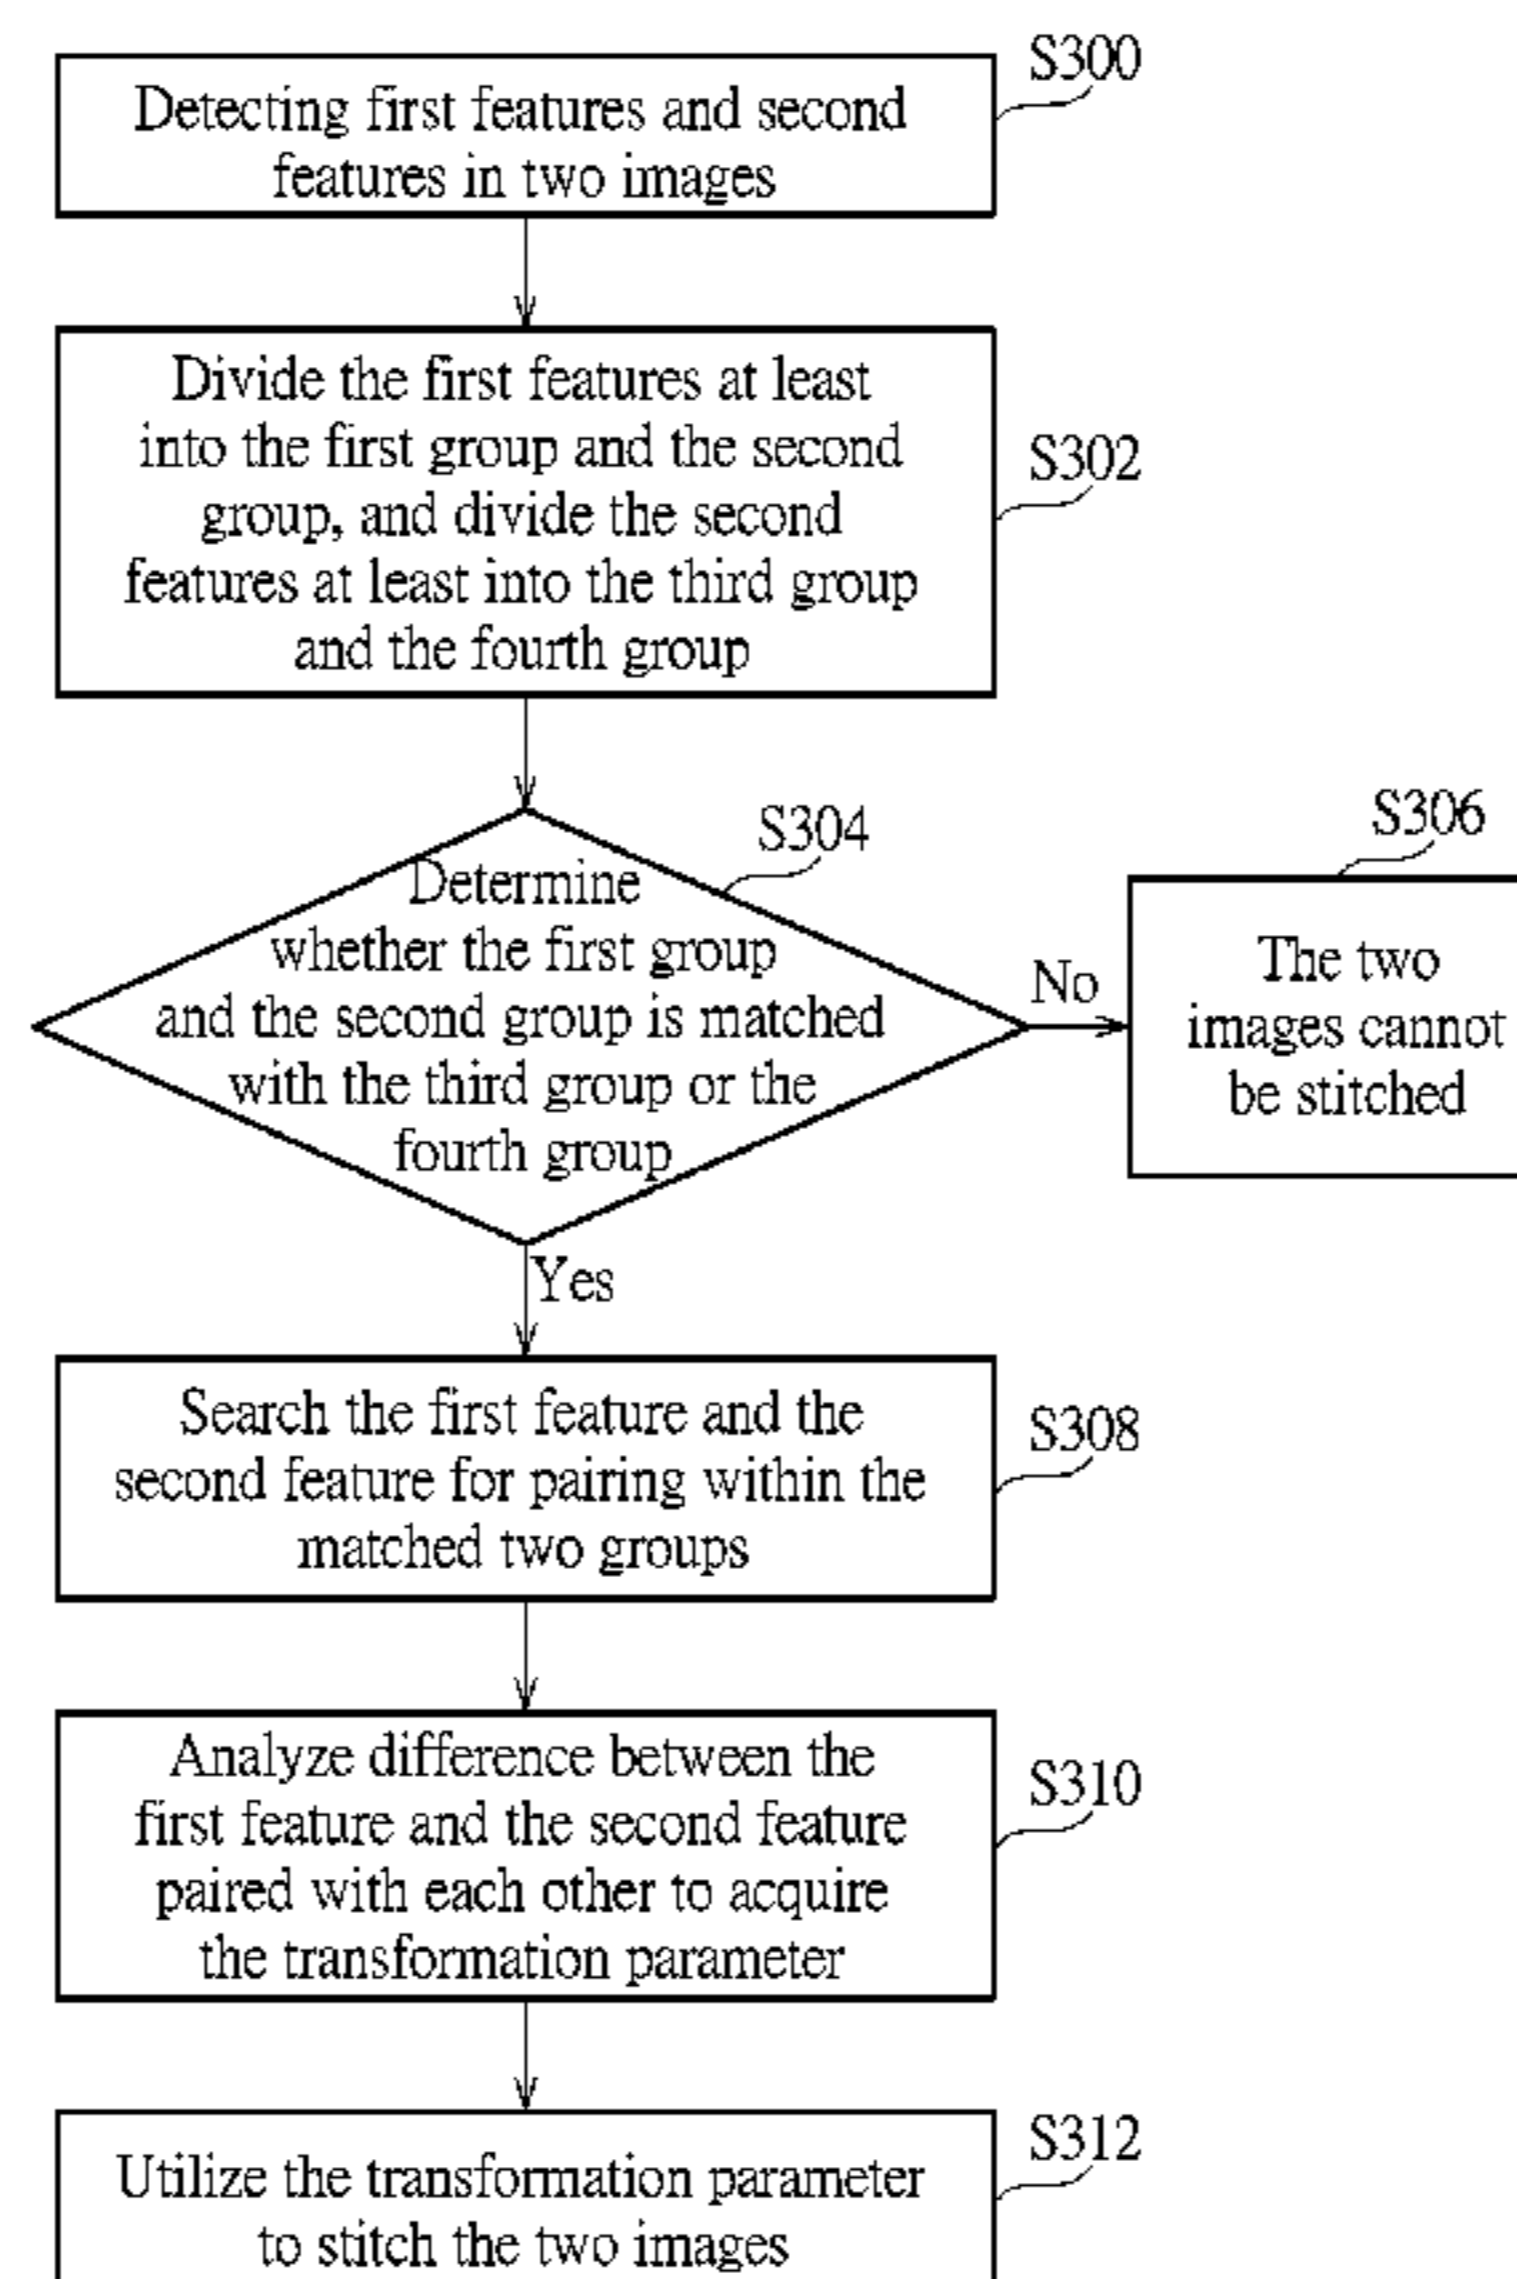 S300
Detecting first features and second
features in two images
Divide the first features at least
into the first group and the second
group, and divide the second
features at least into the third group
and the fourth group
S302
S304
Determine
whether the first group
and the second group is matched
with the third group or the
fourth group
No
S306
The two
images cannot
be stitched
Yes
Search the first feature and the
second feature for pairing within the
matched two groups
S308
Analyze difference between the
first feature and the second feature
paired with each other to acquire
the transformation parameter
S310
S312
Utilize the transformation parameter
to stitch the two images